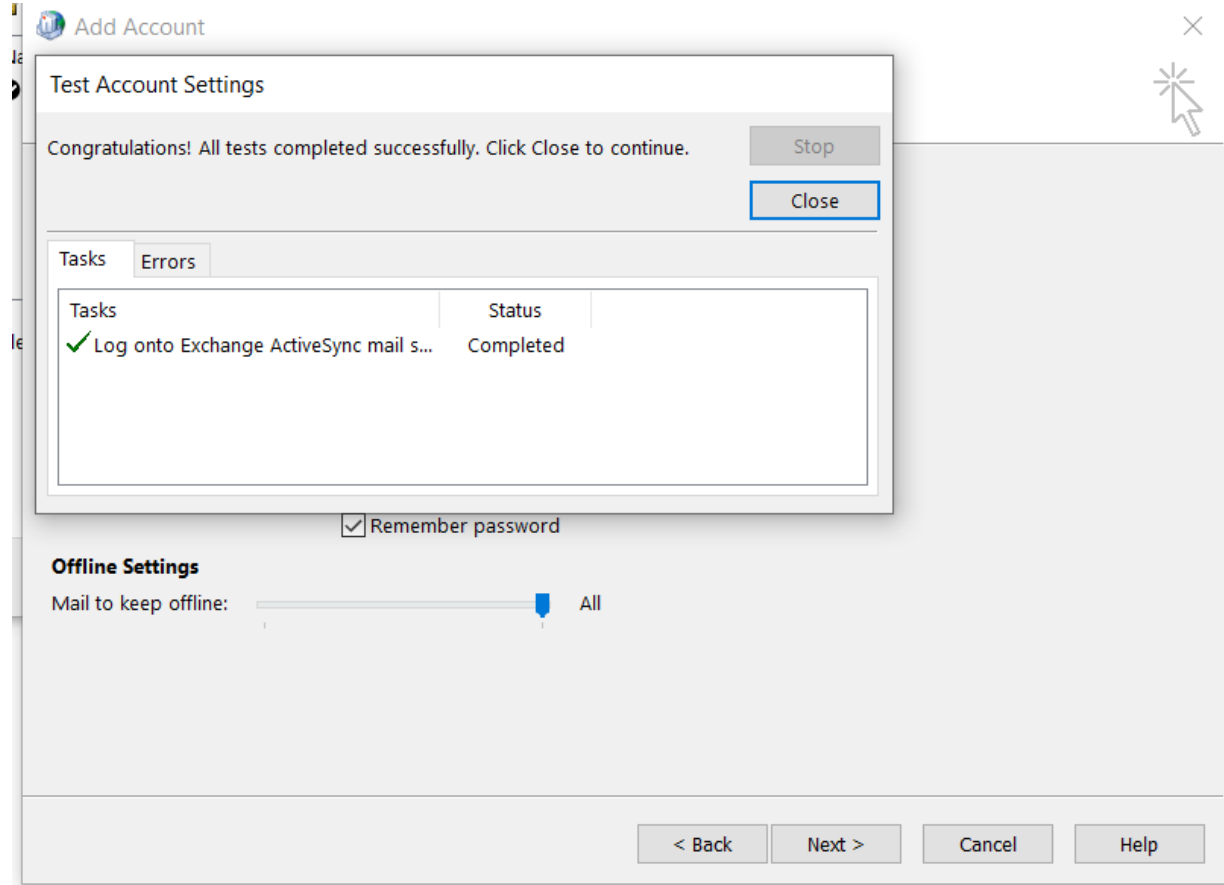 Add Account
Test Account Settings
Congratulations! All tests completed successfully. Click Close to continue.
Stop
Close
Tasks
Errors
Tasks
Status
Log onto Exchange ActiveSync mail s...
Completed
Remember password
Offline Settings
Mail to keep offline:
All
< Back
Next >
Cancel
Help